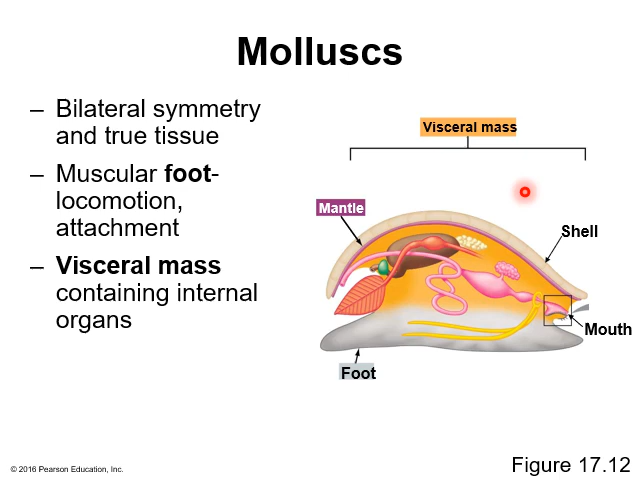 Molluscs
– Bilateral symmetry
and true tissue
– Muscular foot-
locomotion,
attachment
– Visceral mass
containing internal
organs
Visceral mass
Mantle
Shell
Mouth
Foot
© 2016 Pearson Education, Inc.
Figure 17.12